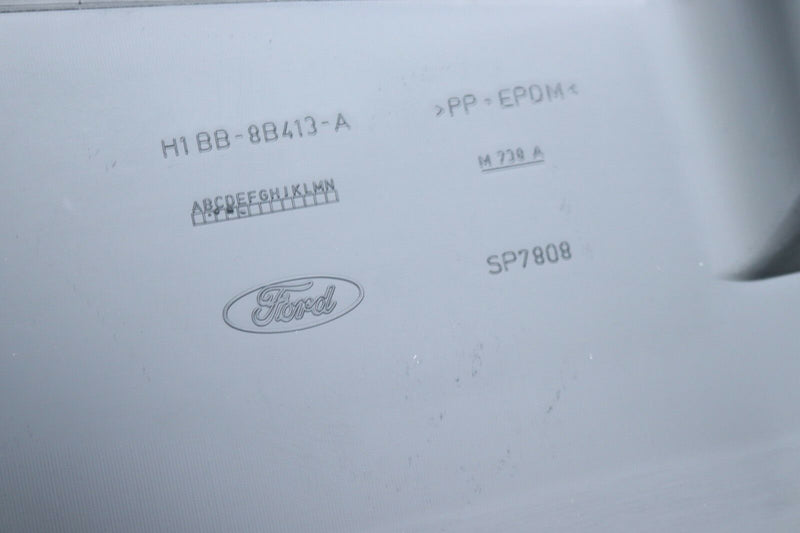 H1BB-8B413-A
>PP-EPDM<
M 738 A
ABCDEFGHIKLMN
SP7808
Ford